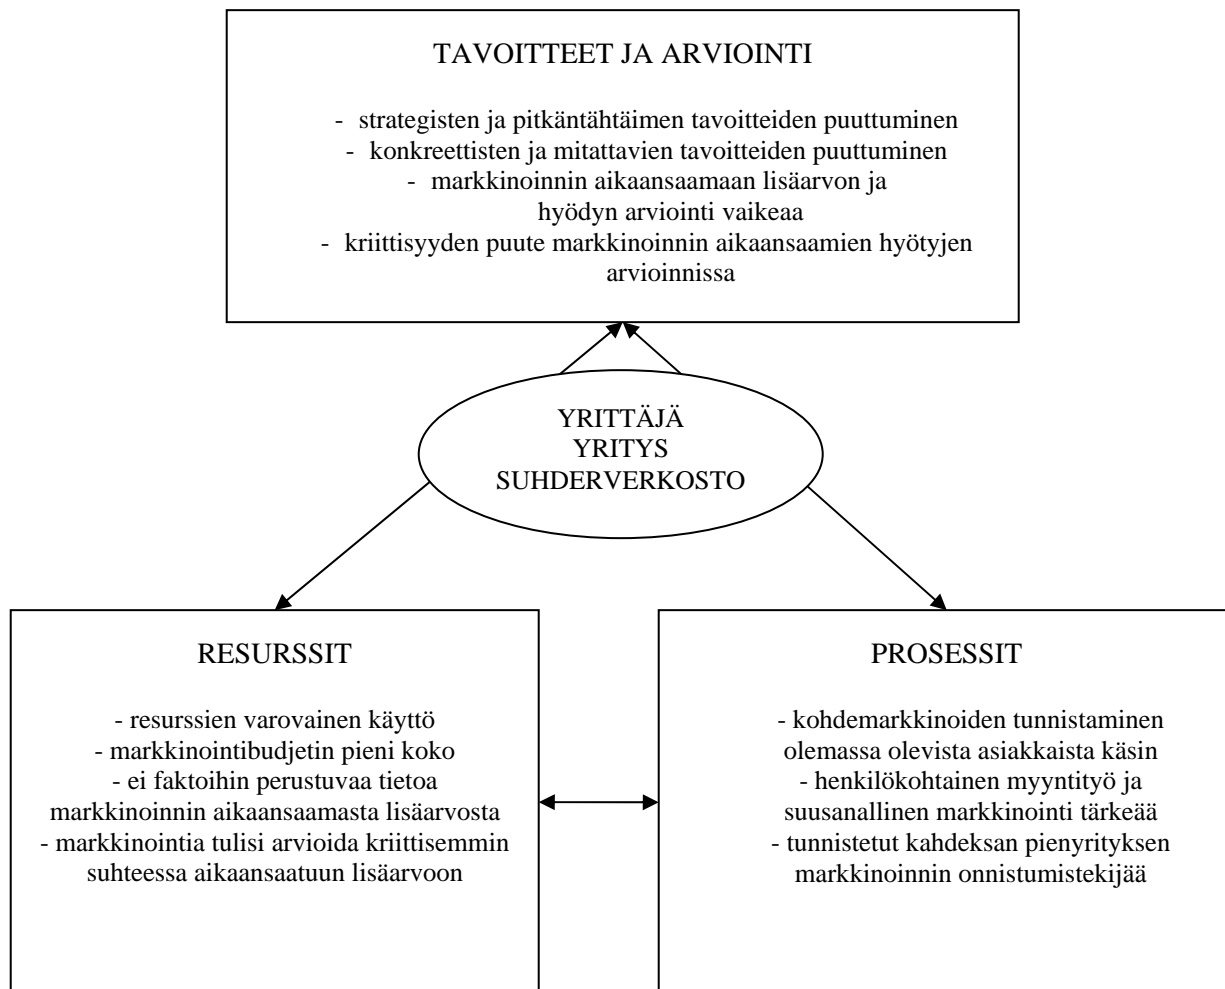 TAVOITTEET JA ARVIOINTI
- strategisten ja pitkäntähtäimen tavoitteiden puuttuminen
- konkreettisten ja mitattavien tavoitteiden puuttuminen
- markkinoinnin aikaansaamaan lisäarvon ja
hyödyn arviointi vaikeaa
- kriittisyyden puute markkinoinnin aikaansaamien hyötyjen
arvioinnissa
YRITTÄJÄ
YRITYS
SUHDERVERKOSTO
RESURSSIT
- resurssien varovainen käyttö
- markkinointibudjetin pieni koko
- ei faktoihin perustuvaa tietoa
markkinoinnin aikaansaamasta lisäarvosta
- markkinointia tulisi arvioida kriittisemmin
suhteessa aikaansaatuun lisäarvoon
PROSESSIT
- kohdemarkkinoiden tunnistaminen
olemassa olevista asiakkaista käsin
- henkilökohtainen myyntityö ja
suusanallinen markkinointi tärkeää
- tunnistetut kahdeksan pienyrityksen
markkinoinnin onnistumistekijää